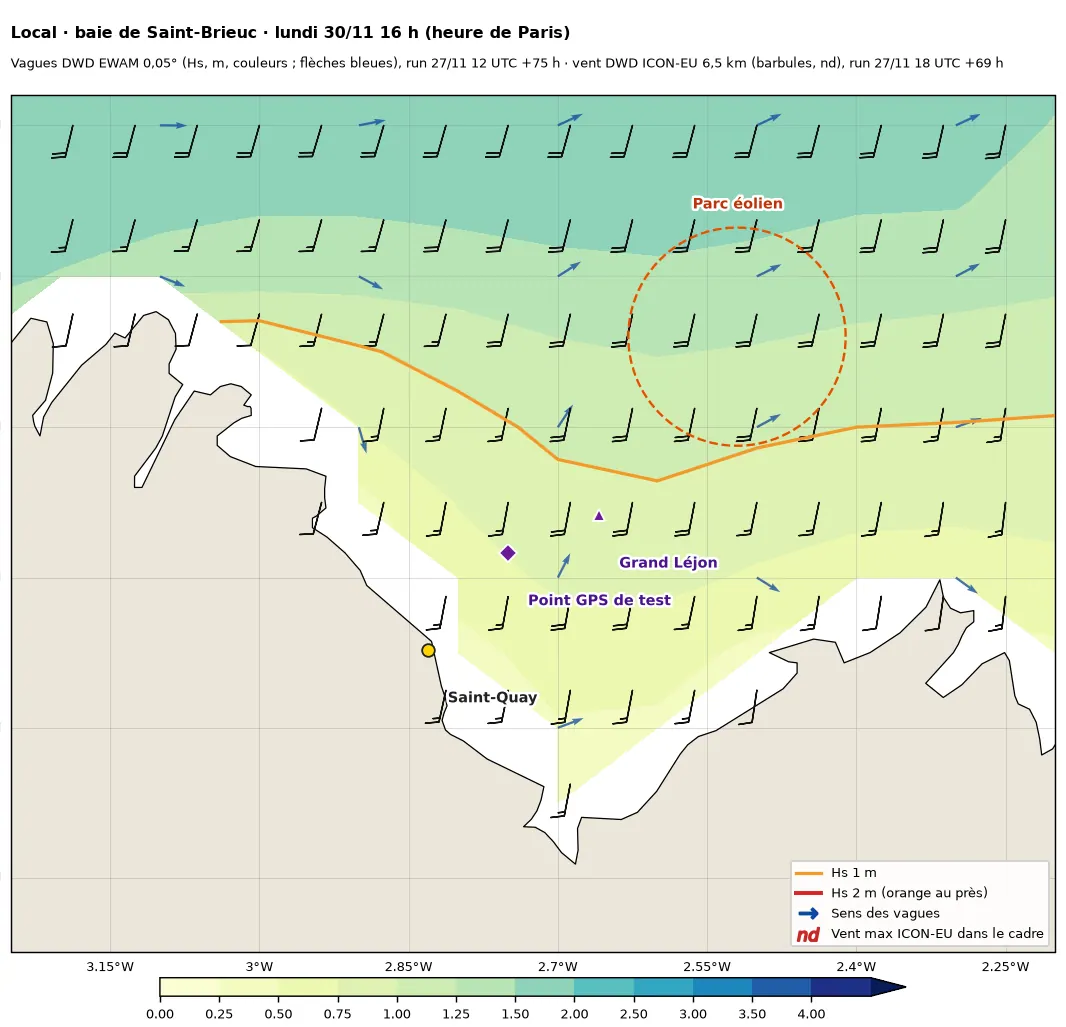 Local · baie de Saint-Brieuc · lundi 30/11 16 h (heure de Paris)
Vagues DWD EWAM 0,05° (Hs, m, couleurs ; flèches bleues), run 27/11 12 UTC +75 h · vent DWD ICON-EU 6,5 km (barbules, nd), run 27/11 18 UTC +69 h
Parc éolien
Grand Léjon
Point GPS de test
Saint-Quay
Hs 1 m
Hs 2 m (orange au près)
Sens des vagues
nd Vent max ICON-EU dans le cadre
3.15°W 3°W 2.85°W 2.7°W 2.55°W 2.4°W 2.25°W
0.00 0.25 0.50 0.75 1.00 1.25 1.50 2.00 2.50 3.00 3.50 4.00